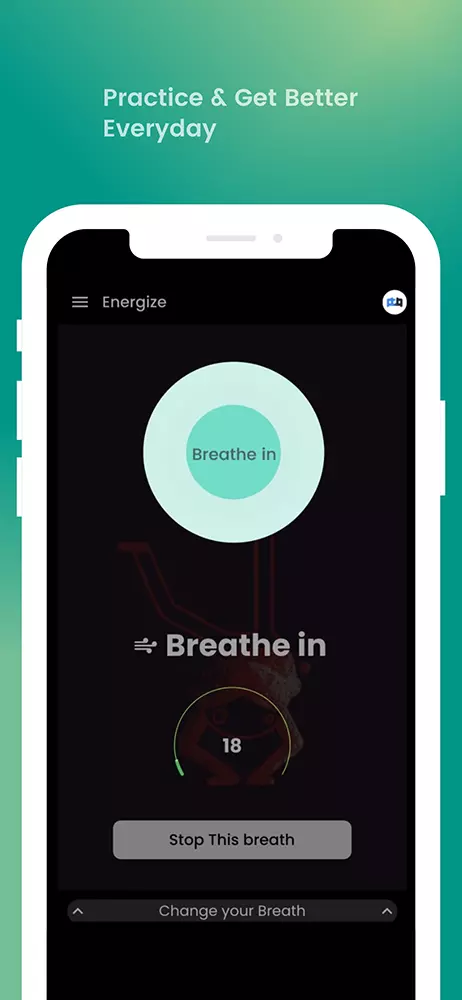 Practice & Get Better
Everyday
Energize
Breathe in
Breathe in
18
Stop This breath
Change your Breath